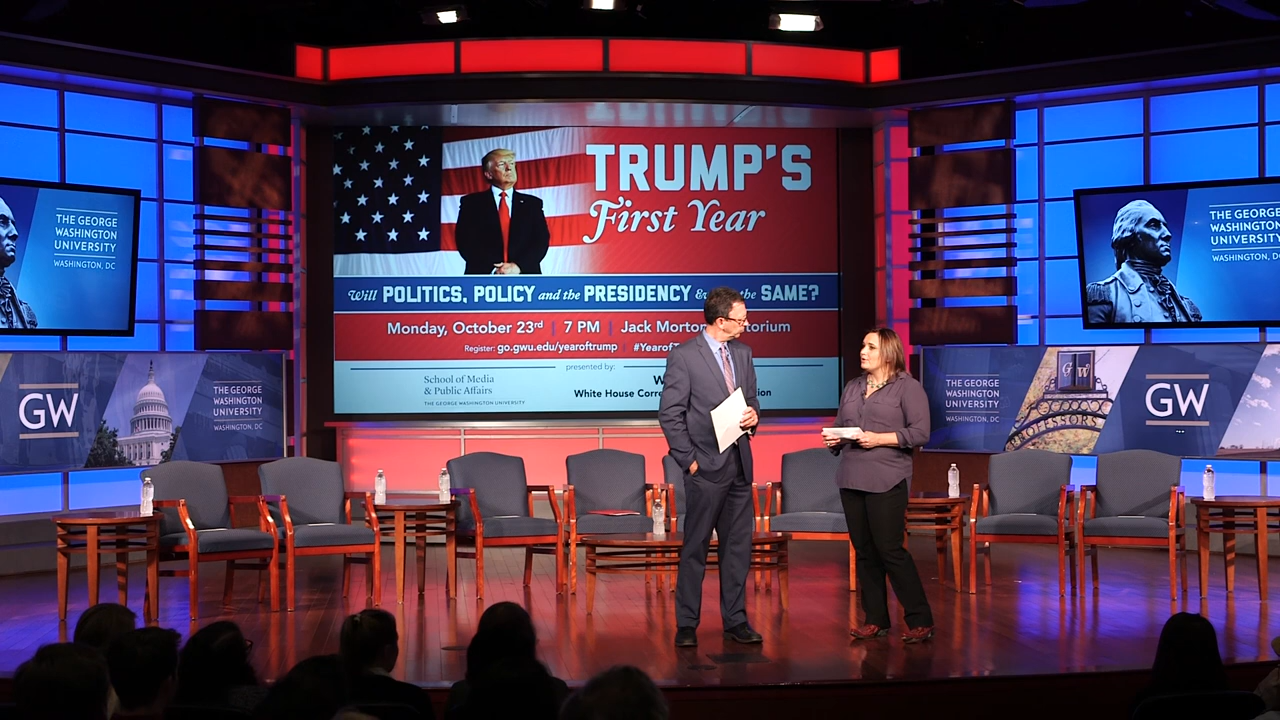 TRUMP'S
First Year
Will POLITICS, POLICY and the PRESIDENCY the SAME?
Monday, October 23rd | 7 PM | Jack Morton
Register: go.gwu.edu/yearoftrump |
presented by:
School of Media
& Public Affairs
THE GEORGE WASHINGTON UNIVERSITY
White House
THE GEORGE
WASHINGTON
UNIVERSITY
WASHINGTON, DC
THE GEORGE
WASHINGTON
UNIVERSITY
WASHINGTON, DC
GW
THE GEORGE
WASHINGTON
UNIVERSITY
WASHINGTON, DC
THE GEORGE
WASHINGTON
UNIVERSITY
WASHINGTON, DC
GW
PROFESSORS
GW